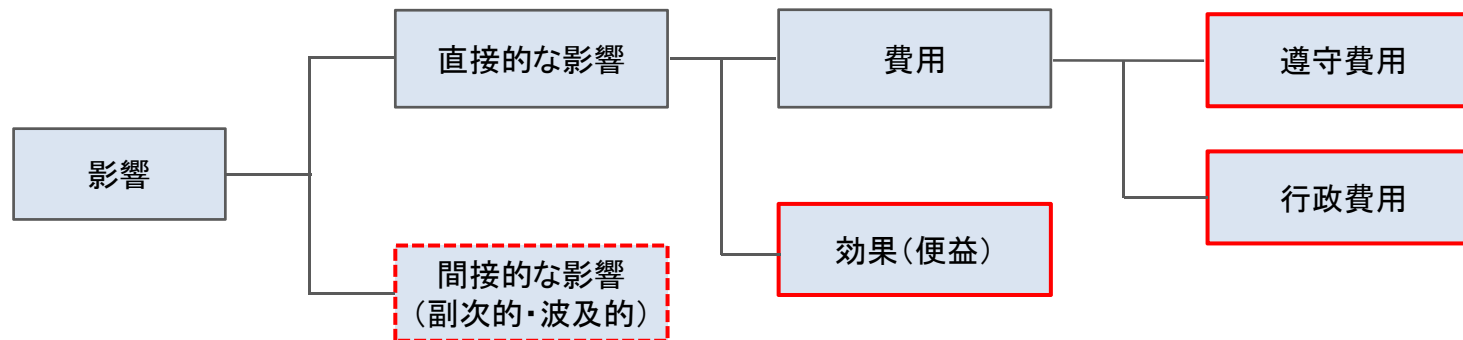 直接的な影響
費用
遵守費用
影響
行政費用
効果(便益)
間接的な影響
(副次的・波及的)